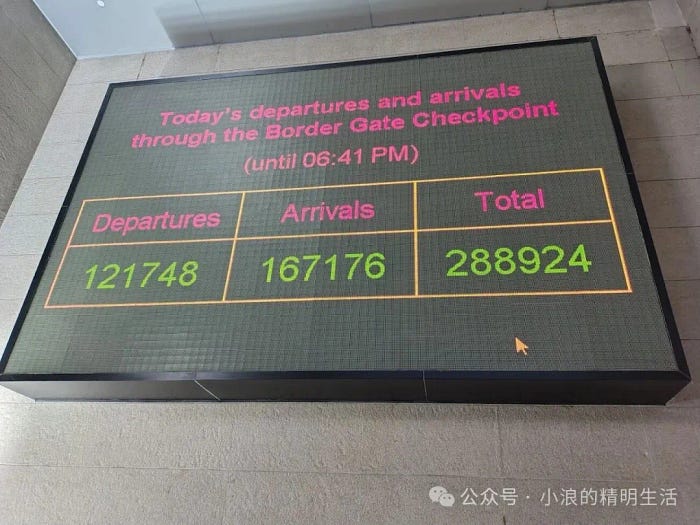 Today's departures and arrivals
through the Border Gate Checkpoint
(until 06:41 PM)
Departures Arrivals Total
121748 167176 288924
公众号 · 小浪的精明生活